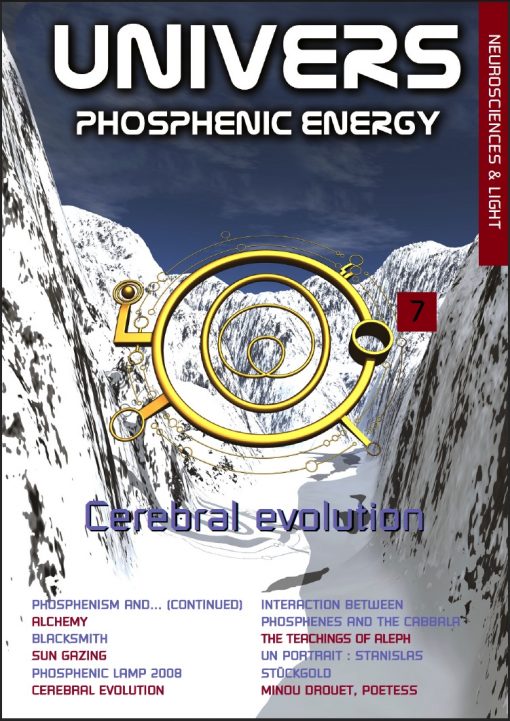 UNIVERS
PHOSPHENIC ENERGY
NEUROSCIENCES & LIGHT
7
Cerebral evolution
PHOSPHENISM AND... (CONTINUED)
ALCHEMY
BLACKSMITH
SUN GAZING
PHOSPHENIC LAMP 2008
CEREBRAL EVOLUTION
INTERACTION BETWEEN
PHOSPHENES AND THE CABBALA
THE TEACHINGS OF ALEPH
UN PORTRAIT : STANISLAS
STÜCKGOLD
MINOU DROUET, POETESS